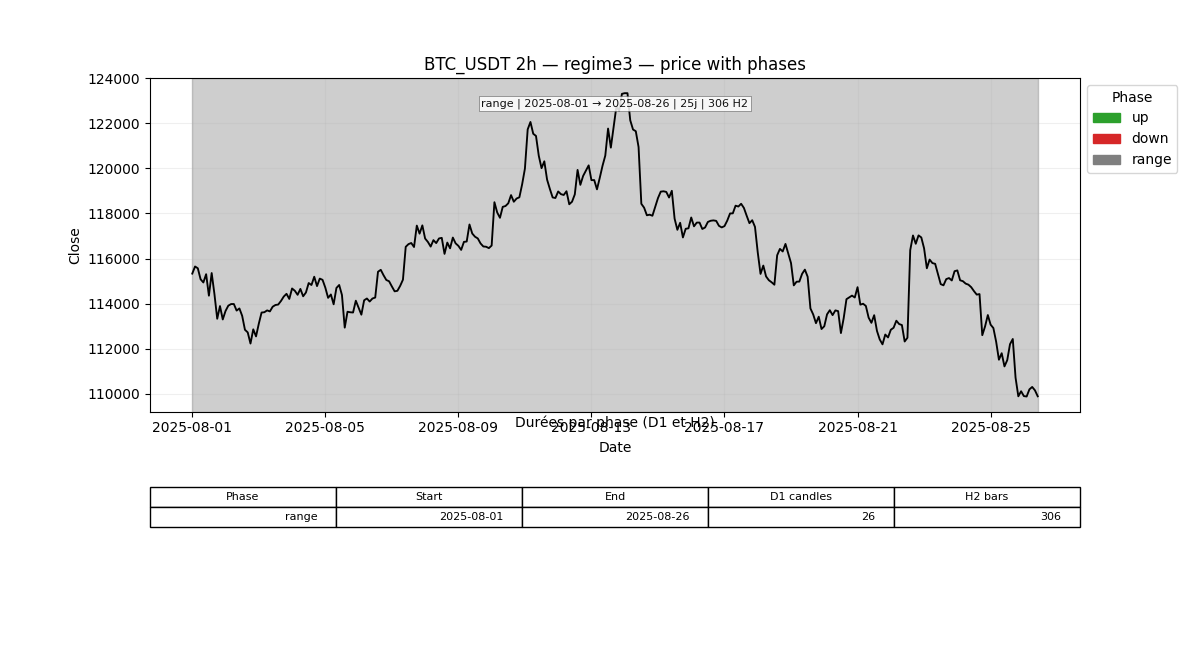 BTC_USDT 2h — regime3 — price with phases
124000
122000
120000
118000
116000
114000
112000
110000
Close
range | 2025-08-01 → 2025-08-26 | 25j | 306 H2
Phase
up
down
range
2025-08-01
2025-08-05
2025-08-09
2025-08-13
2025-08-17
2025-08-21
2025-08-25
Durées par phase (D1 et H2)
Date
Phase Start End D1 candles H2 bars
range 2025-08-01 2025-08-26 26 306